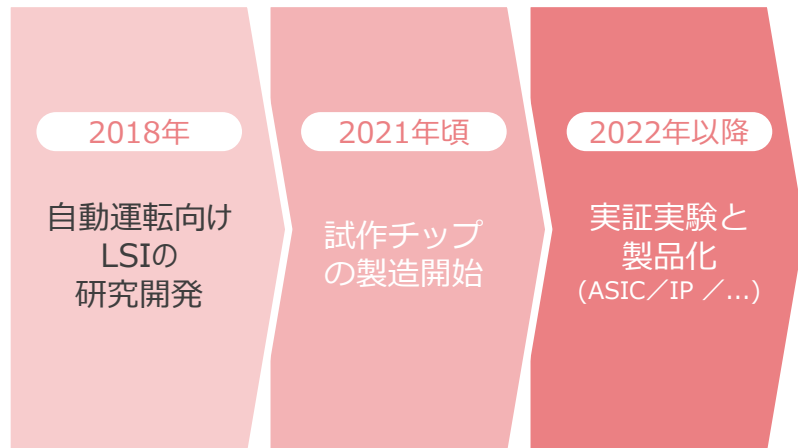 2018年
自動運転向け
LSIの
研究開発
2021年頃
試作チップ
の製造開始
2022年以降
実証実験と
製品化
(ASIC／IP ／...)